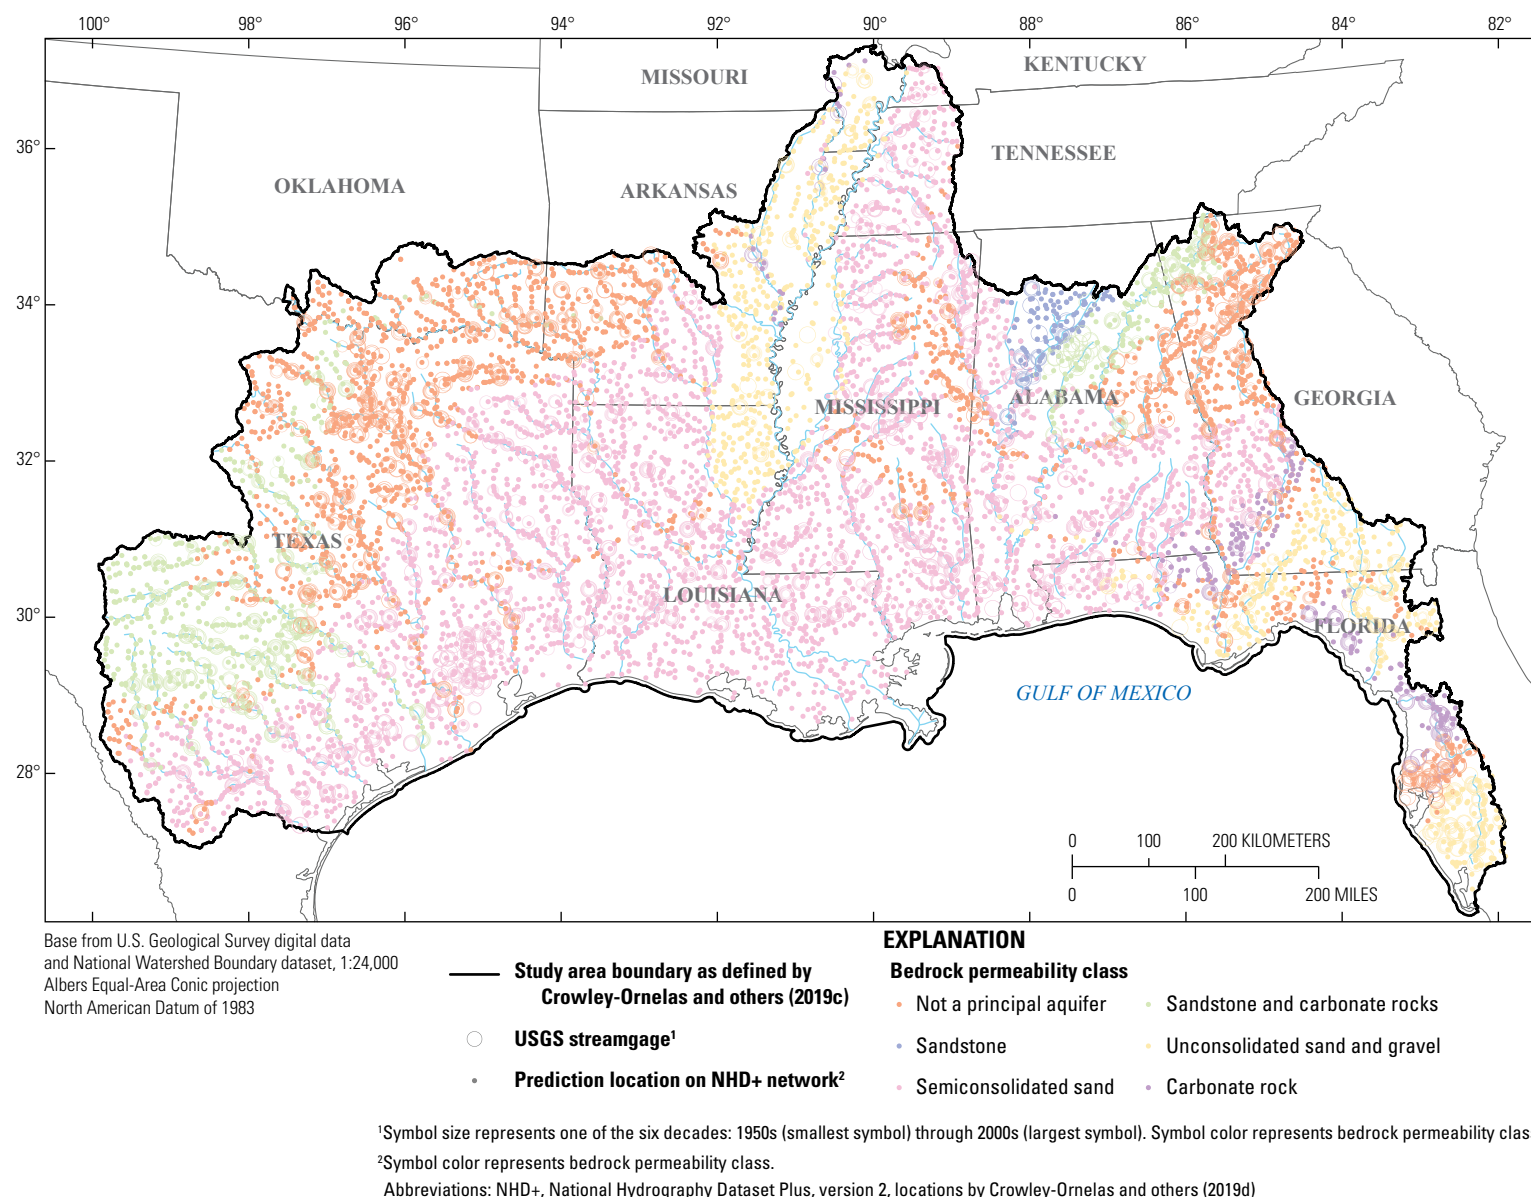 100° 98° 96° 94° 92° 90° 88° 86° 84° 82°
MISSOURI
KENTUCKY
36°
TENNESSEE
OKLAHOMA
ARKANSAS
34°
MISSISSIPPI
ALABAMA
GEORGIA
32°
TEXAS
LOUISIANA
30°
FLORIDA
GULF OF MEXICO
28°
0 100 200 KILOMETERS
0 100 200 MILES
Base from U.S. Geological Survey digital data
and National Watershed Boundary dataset, 1:24,000
Albers Equal-Area Conic projection
North American Datum of 1983
EXPLANATION
Study area boundary as defined by
Crowley-Ornelas and others (2019c)
USGS streamgage¹
Prediction location on NHD+ network²
Bedrock permeability class
Not a principal aquifer
Sandstone
Semiconsolidated sand
Sandstone and carbonate rocks
Unconsolidated sand and gravel
Carbonate rock
¹Symbol size represents one of the six decades: 1950s (smallest symbol) through 2000s (largest symbol). Symbol color represents bedrock permeability clas
²Symbol color represents bedrock permeability class.
Abbreviations: NHD+, National Hydrography Dataset Plus, version 2, locations by Crowley-Ornelas and others (2019d)